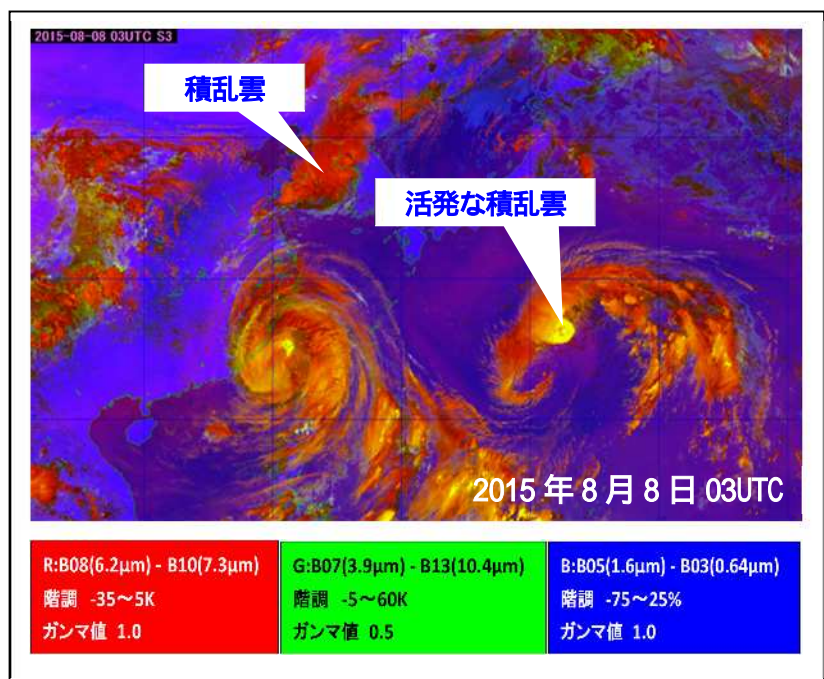 2015-08-08 03UTC S3
積乱雲
活発な積乱雲
2015 年 8 月 8 日 03UTC
R:B08(6.2μm) - B10(7.3μm)
階調 -35～5K
ガンマ値 1.0
G:B07(3.9μm) - B13(10.4μm)
階調 -5～60K
ガンマ値 0.5
B:B05(1.6μm) - B03(0.64μm)
階調 -75～25%
ガンマ値 1.0